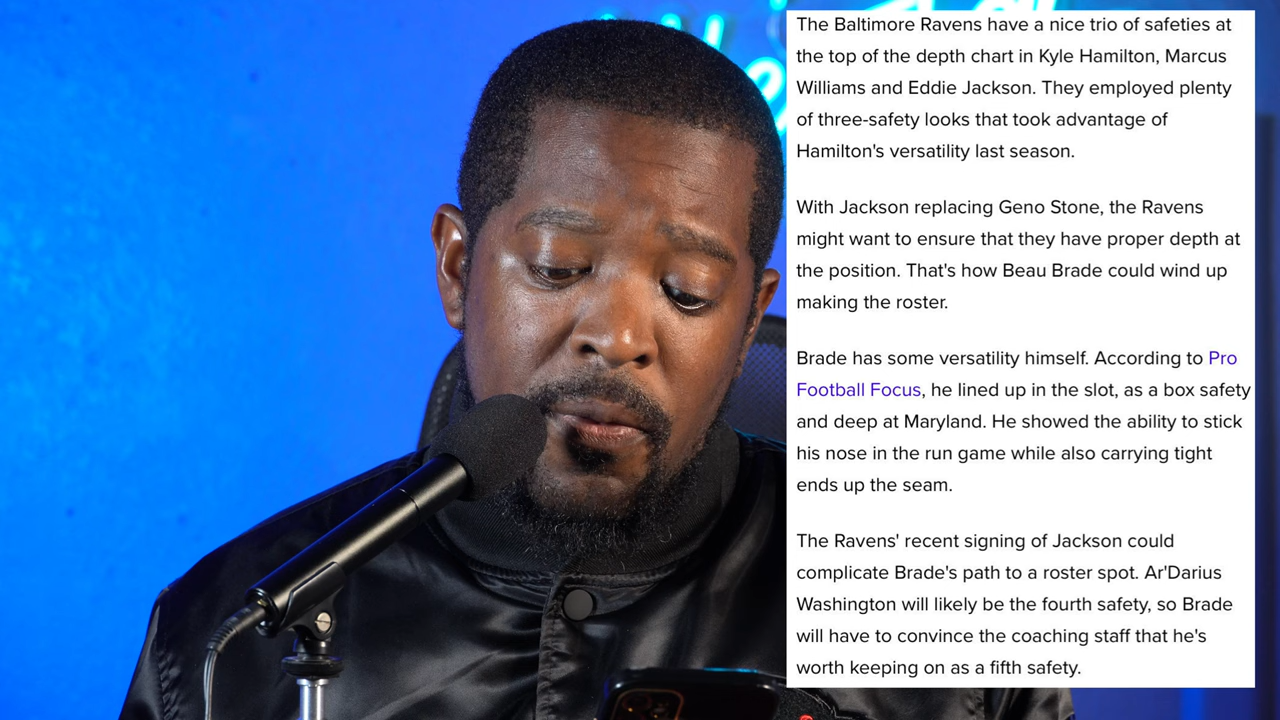 The Baltimore Ravens have a nice trio of safeties at
the top of the depth chart in Kyle Hamilton, Marcus
Williams and Eddie Jackson. They employed plenty
of three-safety looks that took advantage of
Hamilton's versatility last season.
With Jackson replacing Geno Stone, the Ravens
might want to ensure that they have proper depth at
the position. That's how Beau Brade could wind up
making the roster.
Brade has some versatility himself. According to Pro
Football Focus, he lined up in the slot, as a box safety
and deep at Maryland. He showed the ability to stick
his nose in the run game while also carrying tight
ends up the seam.
The Ravens' recent signing of Jackson could
complicate Brade's path to a roster spot. Ar'Darius
Washington will likely be the fourth safety, so Brade
will have to convince the coaching staff that he's
worth keeping on as a fifth safety.